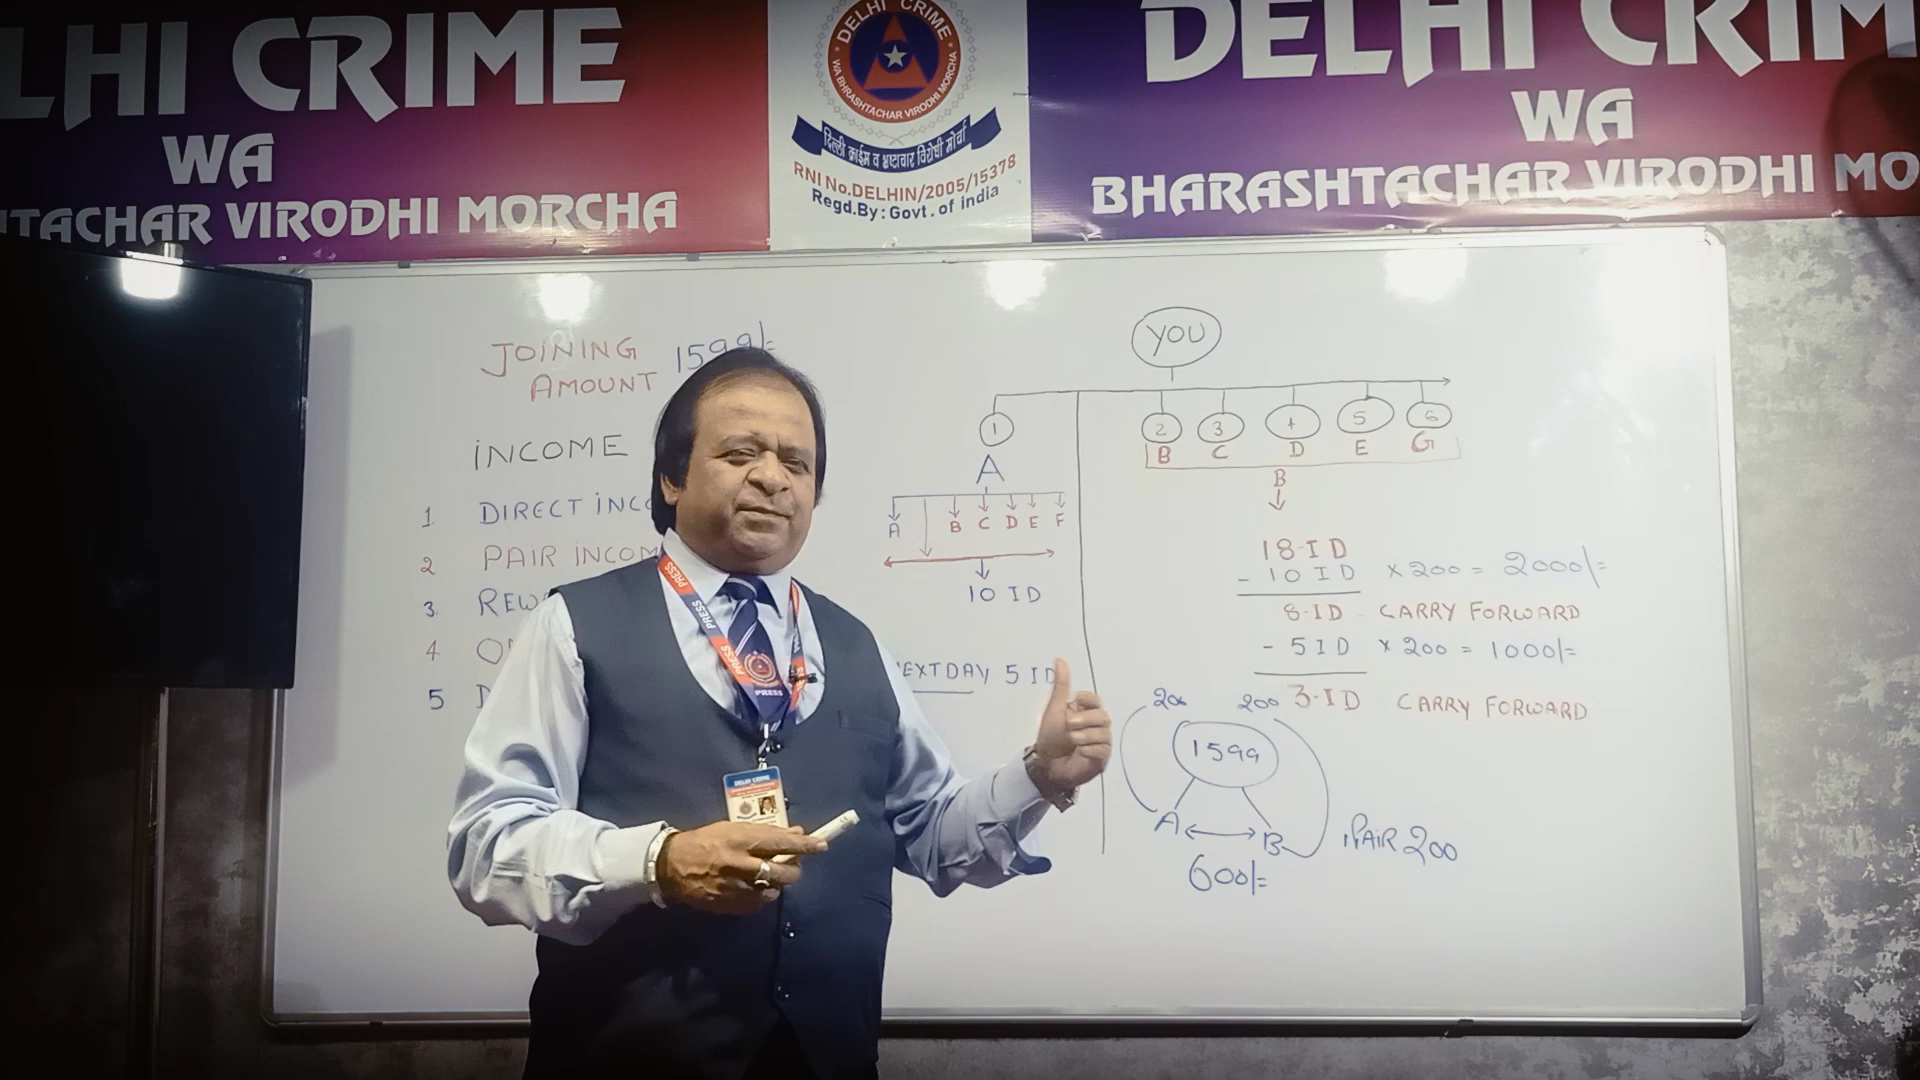 LHI CRIME
WA
TACHAR VIRODHI MORCHA
DELHI CRIME
WA BHRASHTACHAR VIRODHI MORCHA
दिल्ली क्राईम व भ्रष्टाचार विरोधी मोर्चा
RNI No.DELHIN/2005/15378
Regd.By: Govt. of india
DELHI CRIM
WA
BHARASHTACHAR VIRODHI MO
JOINING 1599/-
AMOUNT
INCOME
1 DIRECT INCO
2 PAIR INCOM
3. REW
4
5
YOU
1 2 3 4 5 6
A B C D E G
B
A B C D E F
10 ID
EXTDAY 5 ID
18-ID
- 10 ID × 200 = 2000/=
8-ID - CARRY FORWARD
- 5 ID × 200 = 1000/=
3-ID CARRY FORWARD
200 200
1599
A B
600/=
1 PAIR 200
PRESS
PRESS
PRESS
PRESS
DELHI CRIME